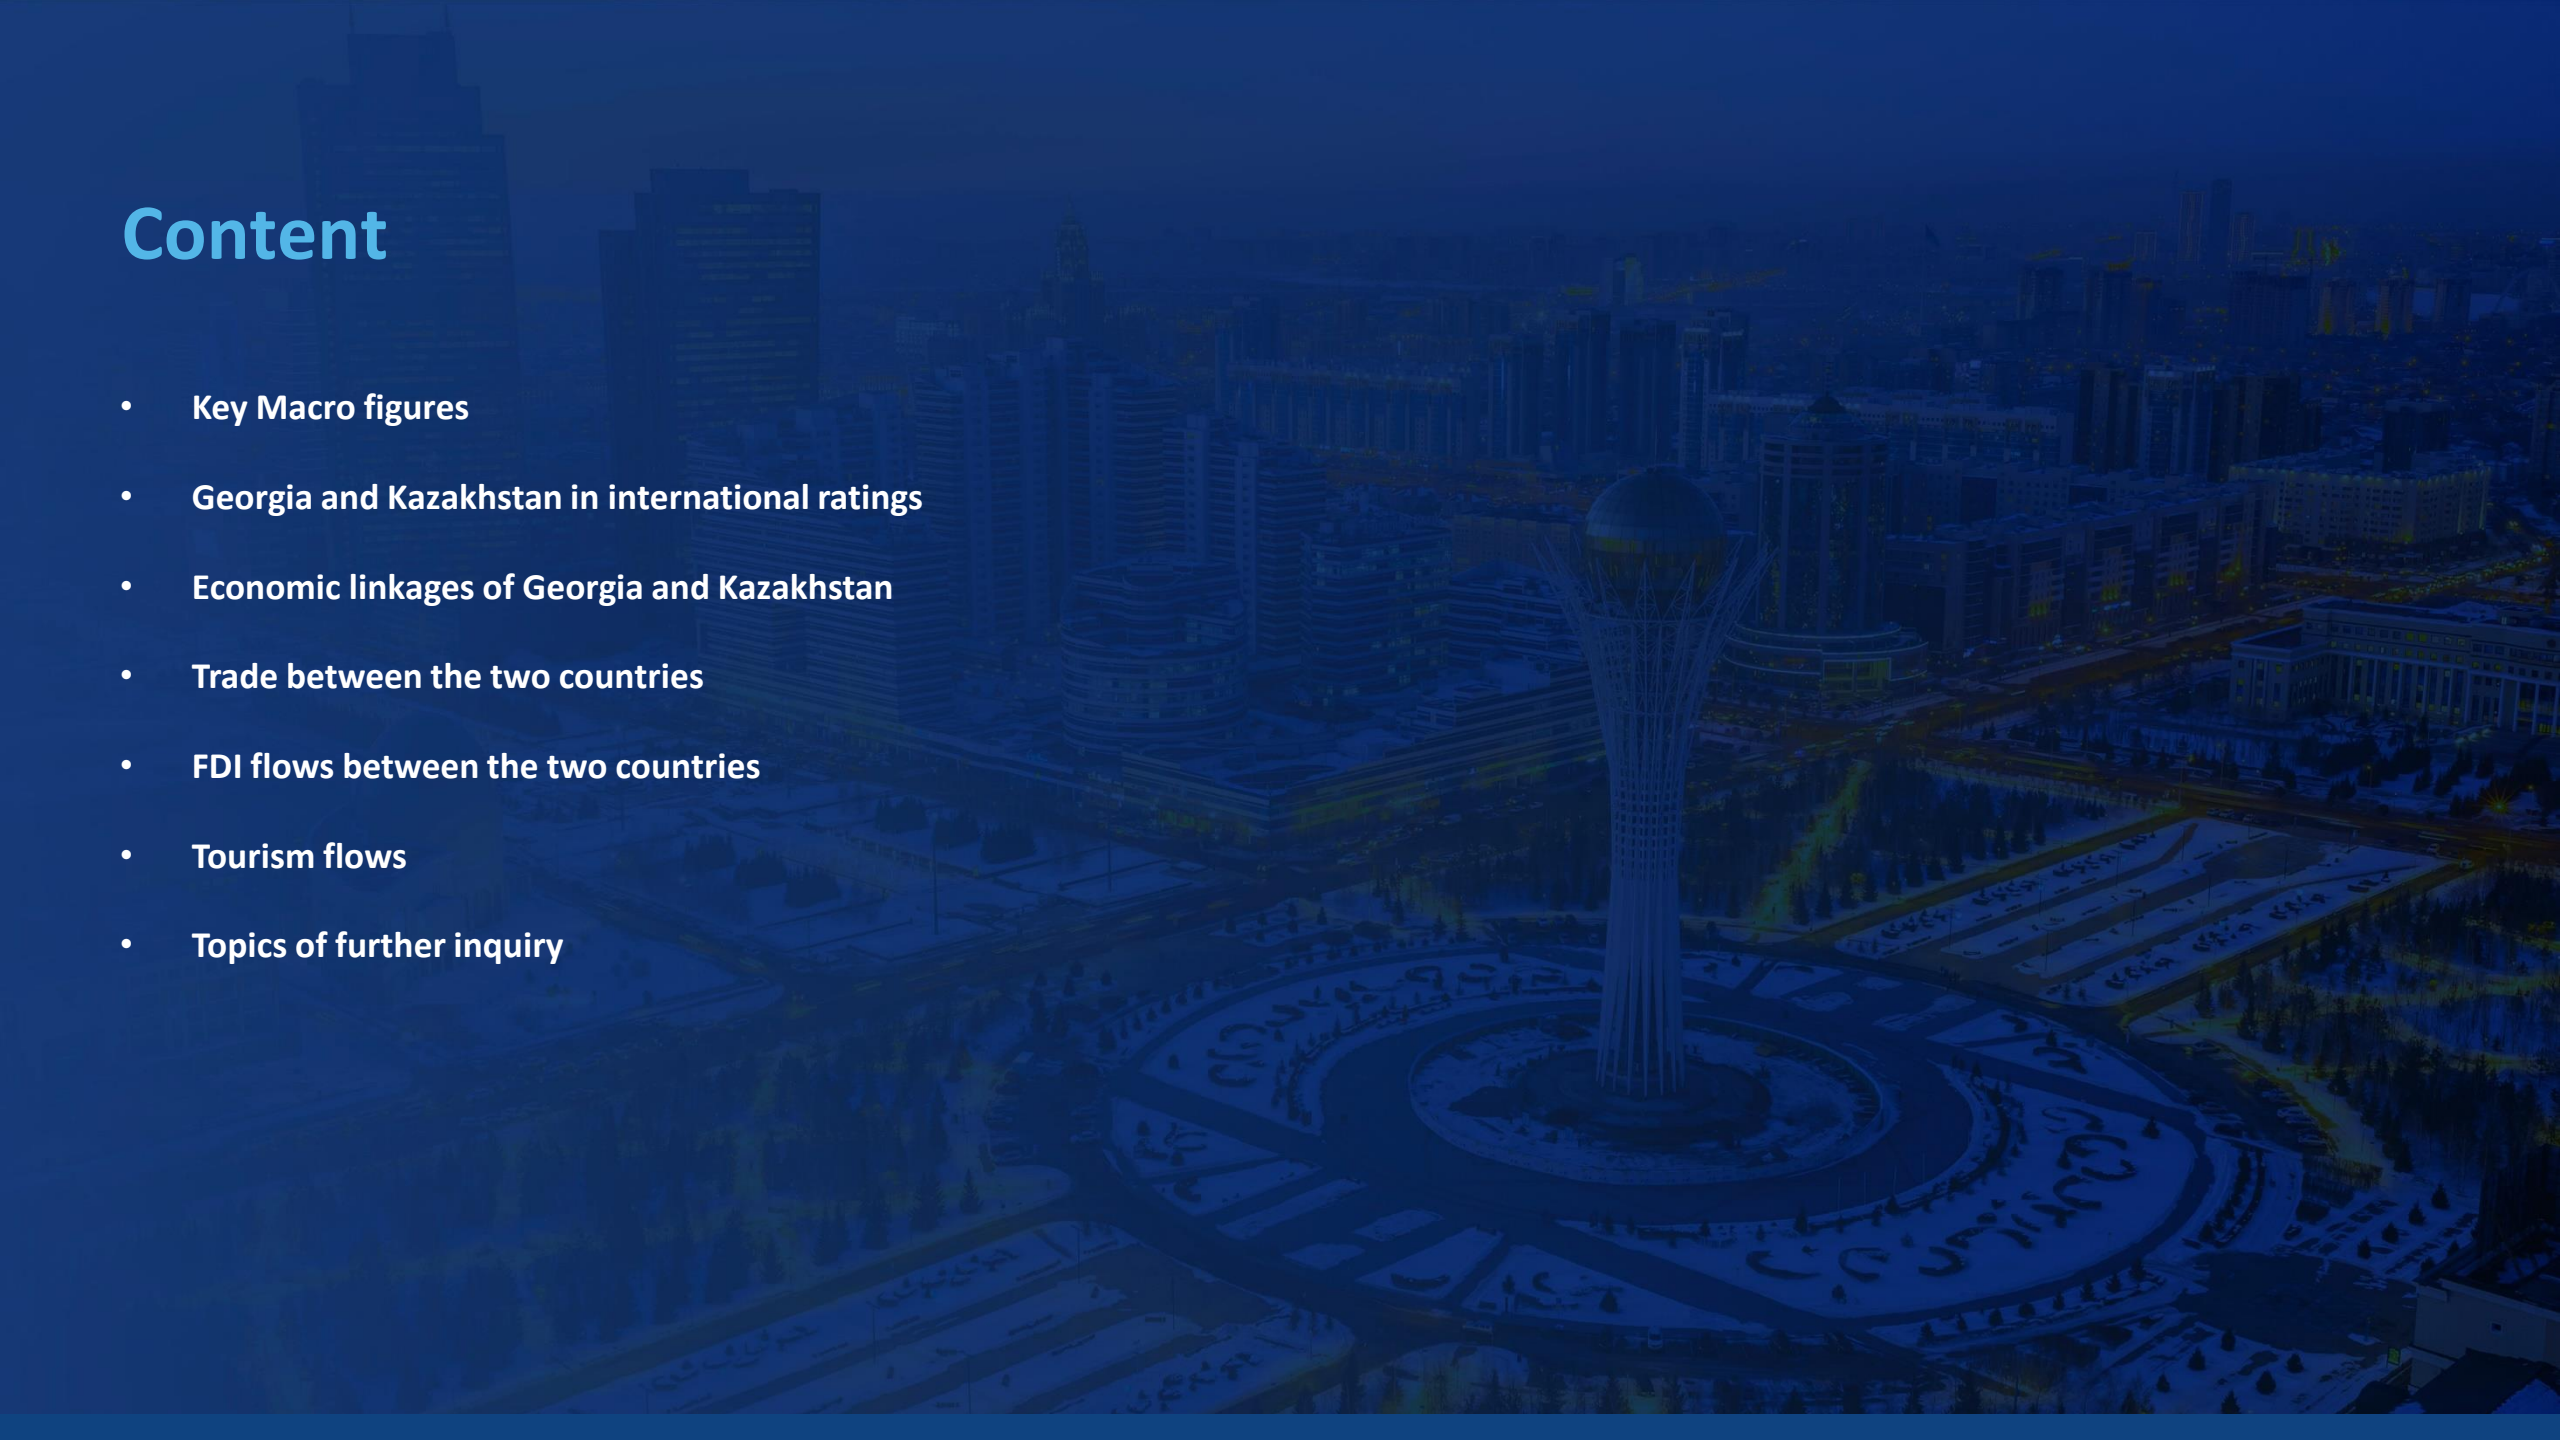 Content
• Key Macro figures
• Georgia and Kazakhstan in international ratings
• Economic linkages of Georgia and Kazakhstan
• Trade between the two countries
• FDI flows between the two countries
• Tourism flows
• Topics of further inquiry